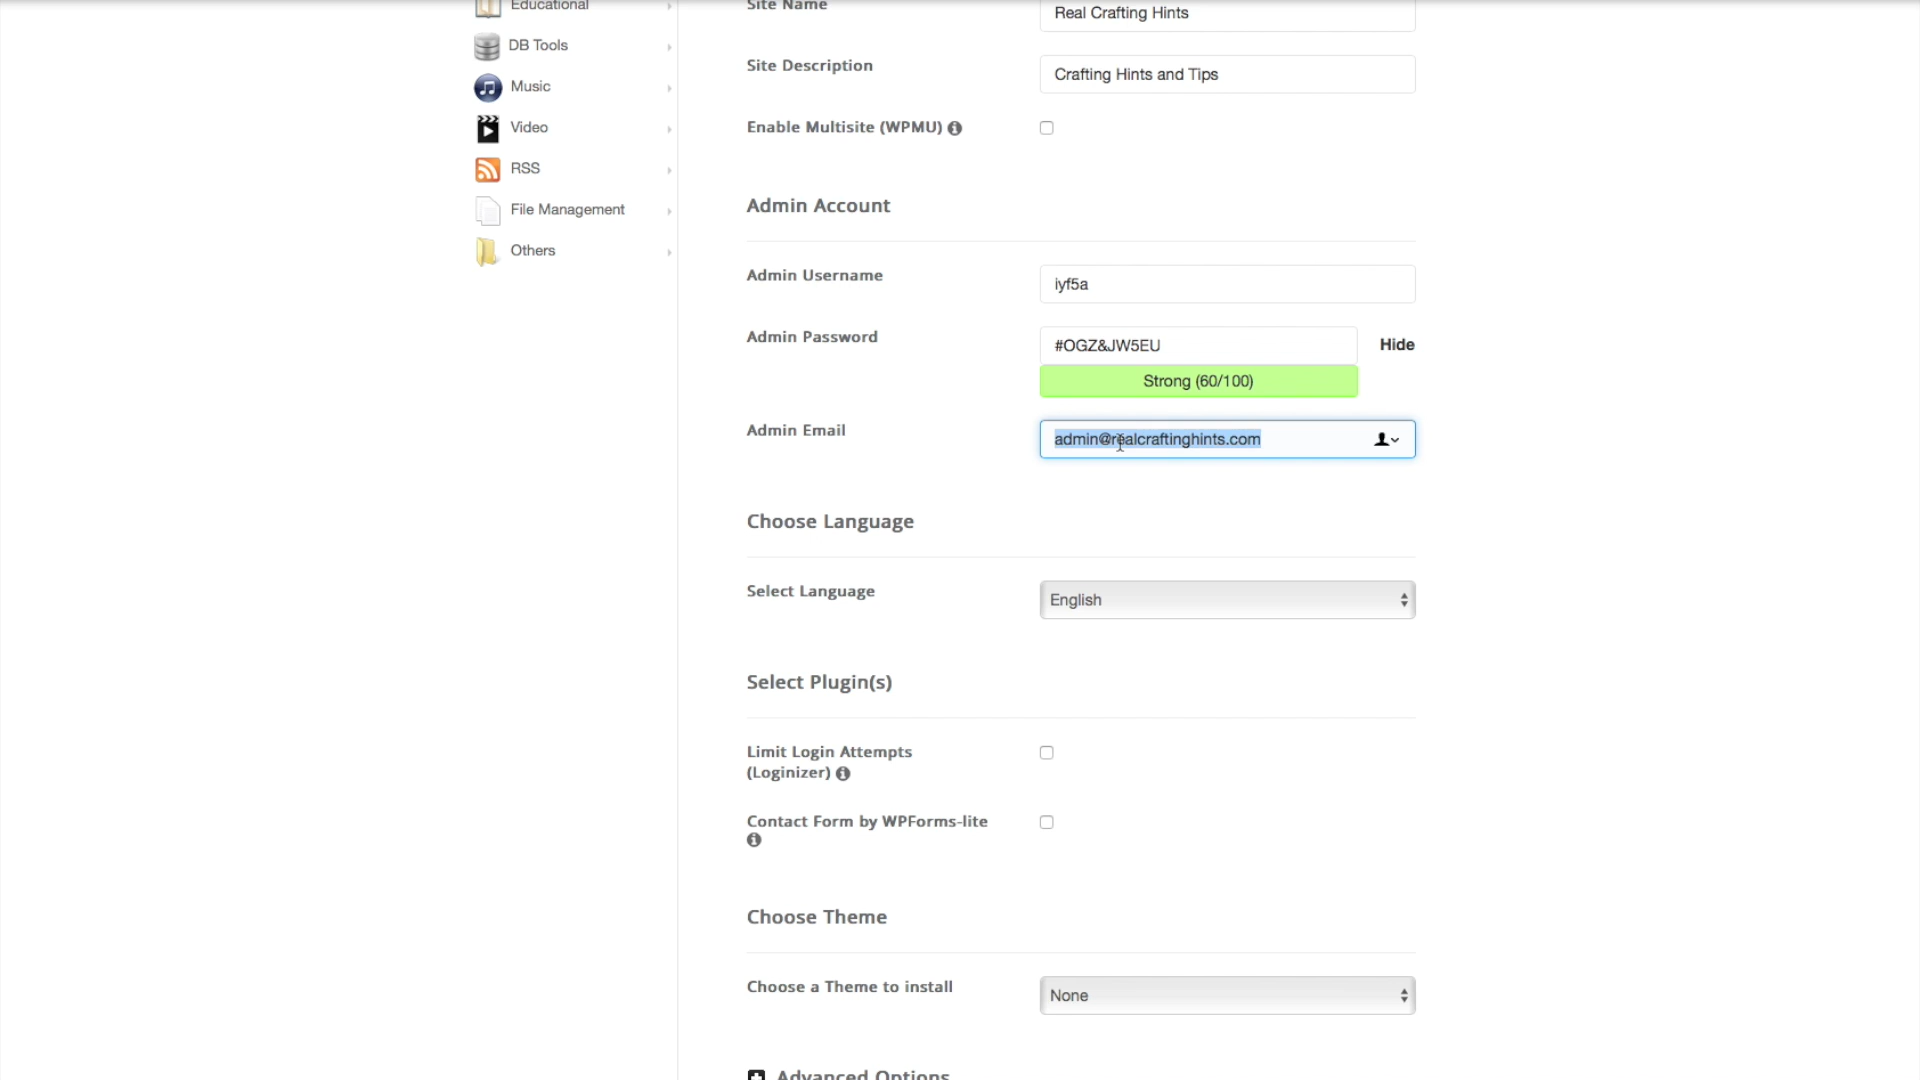 Educational
DB Tools
Music
Video
RSS
File Management
Others
Site Name
Real Crafting Hints
Site Description
Crafting Hints and Tips
Enable Multisite (WPMU)
Admin Account
Admin Username
iyf5a
Admin Password
#OGZ&JW5EU
Hide
Strong (60/100)
Admin Email
admin@realcraftinghints.com
Choose Language
Select Language
English
Select Plugin(s)
Limit Login Attempts
(Loginizer)
Contact Form by WPForms-lite
Choose Theme
Choose a Theme to install
None
Advanced Options